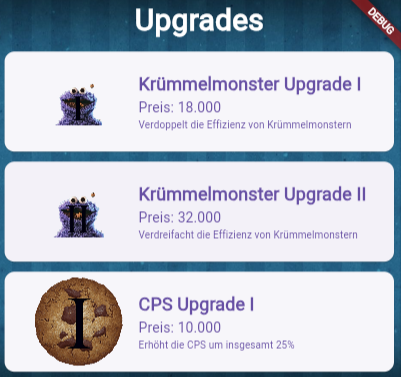 Upgrades
DEBUG
I
Krümmelmonster Upgrade I
Preis: 18.000
Verdoppelt die Effizienz von Krümmelmonstern
II
Krümmelmonster Upgrade II
Preis: 32.000
Verdreifacht die Effizienz von Krümmelmonstern
I
CPS Upgrade I
Preis: 10.000
Erhöht die CPS um insgesamt 25%